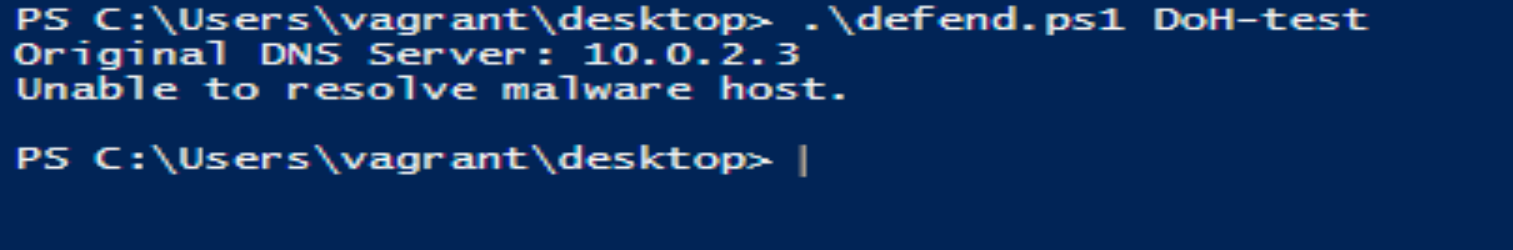 PS C:\Users\vagrant\desktop> .\defend.ps1 DoH-test
Original DNS Server: 10.0.2.3
Unable to resolve malware host.
PS C:\Users\vagrant\desktop>